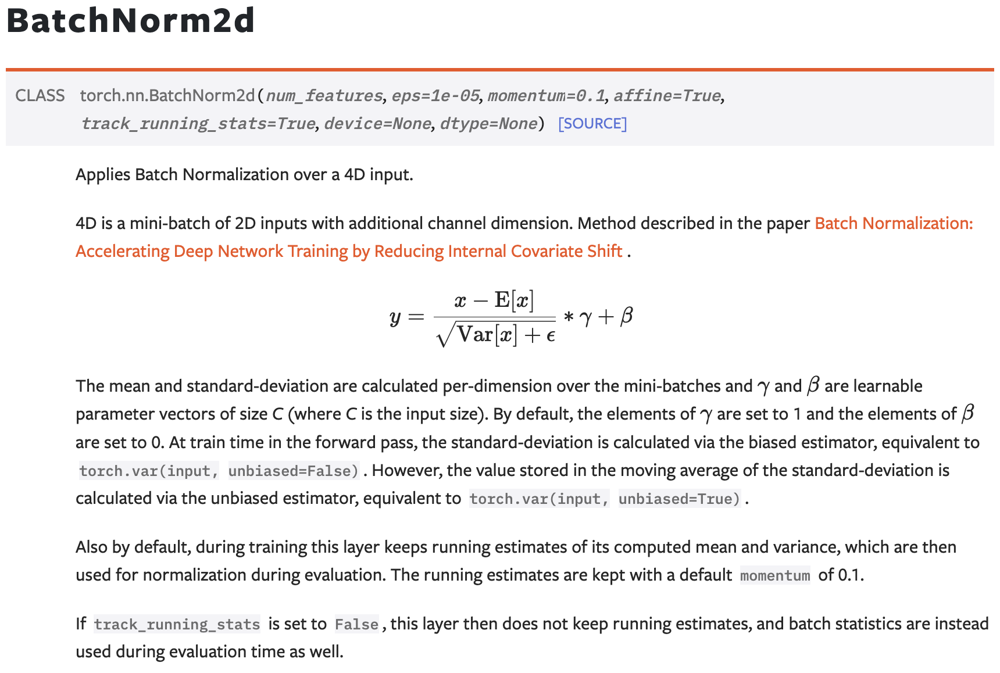 BatchNorm2d
CLASS torch.nn.BatchNorm2d(num_features, eps=1e-05, momentum=0.1, affine=True,
track_running_stats=True, device=None, dtype=None) [SOURCE]
Applies Batch Normalization over a 4D input.
4D is a mini-batch of 2D inputs with additional channel dimension. Method described in the paper Batch Normalization:
Accelerating Deep Network Training by Reducing Internal Covariate Shift .
y = \frac{x - E[x]}{\sqrt{Var[x] + ϵ}} * γ + β
The mean and standard-deviation are calculated per-dimension over the mini-batches and γ and β are learnable
parameter vectors of size C (where C is the input size). By default, the elements of γ are set to 1 and the elements of β
are set to 0. At train time in the forward pass, the standard-deviation is calculated via the biased estimator, equivalent to
torch.var(input, unbiased=False) . However, the value stored in the moving average of the standard-deviation is
calculated via the unbiased estimator, equivalent to torch.var(input, unbiased=True) .
Also by default, during training this layer keeps running estimates of its computed mean and variance, which are then
used for normalization during evaluation. The running estimates are kept with a default momentum of 0.1.
If track_running_stats is set to False , this layer then does not keep running estimates, and batch statistics are instead
used during evaluation time as well.